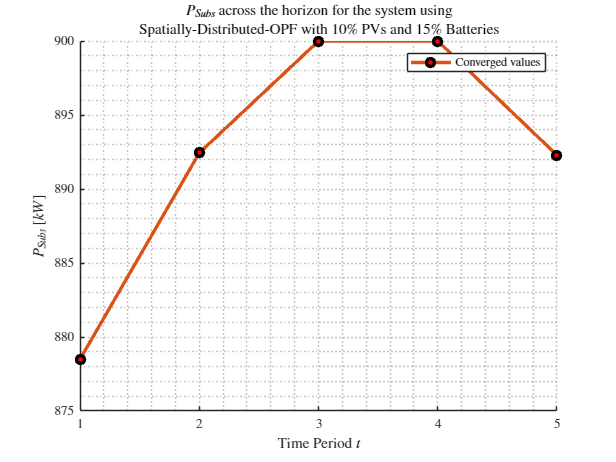 P_Subs across the horizon for the system using
Spatially-Distributed-OPF with 10% PVs and 15% Batteries
900
Converged values
895
890
P_Subs [kW]
885
880
875
1 2 3 4 5
Time Period t